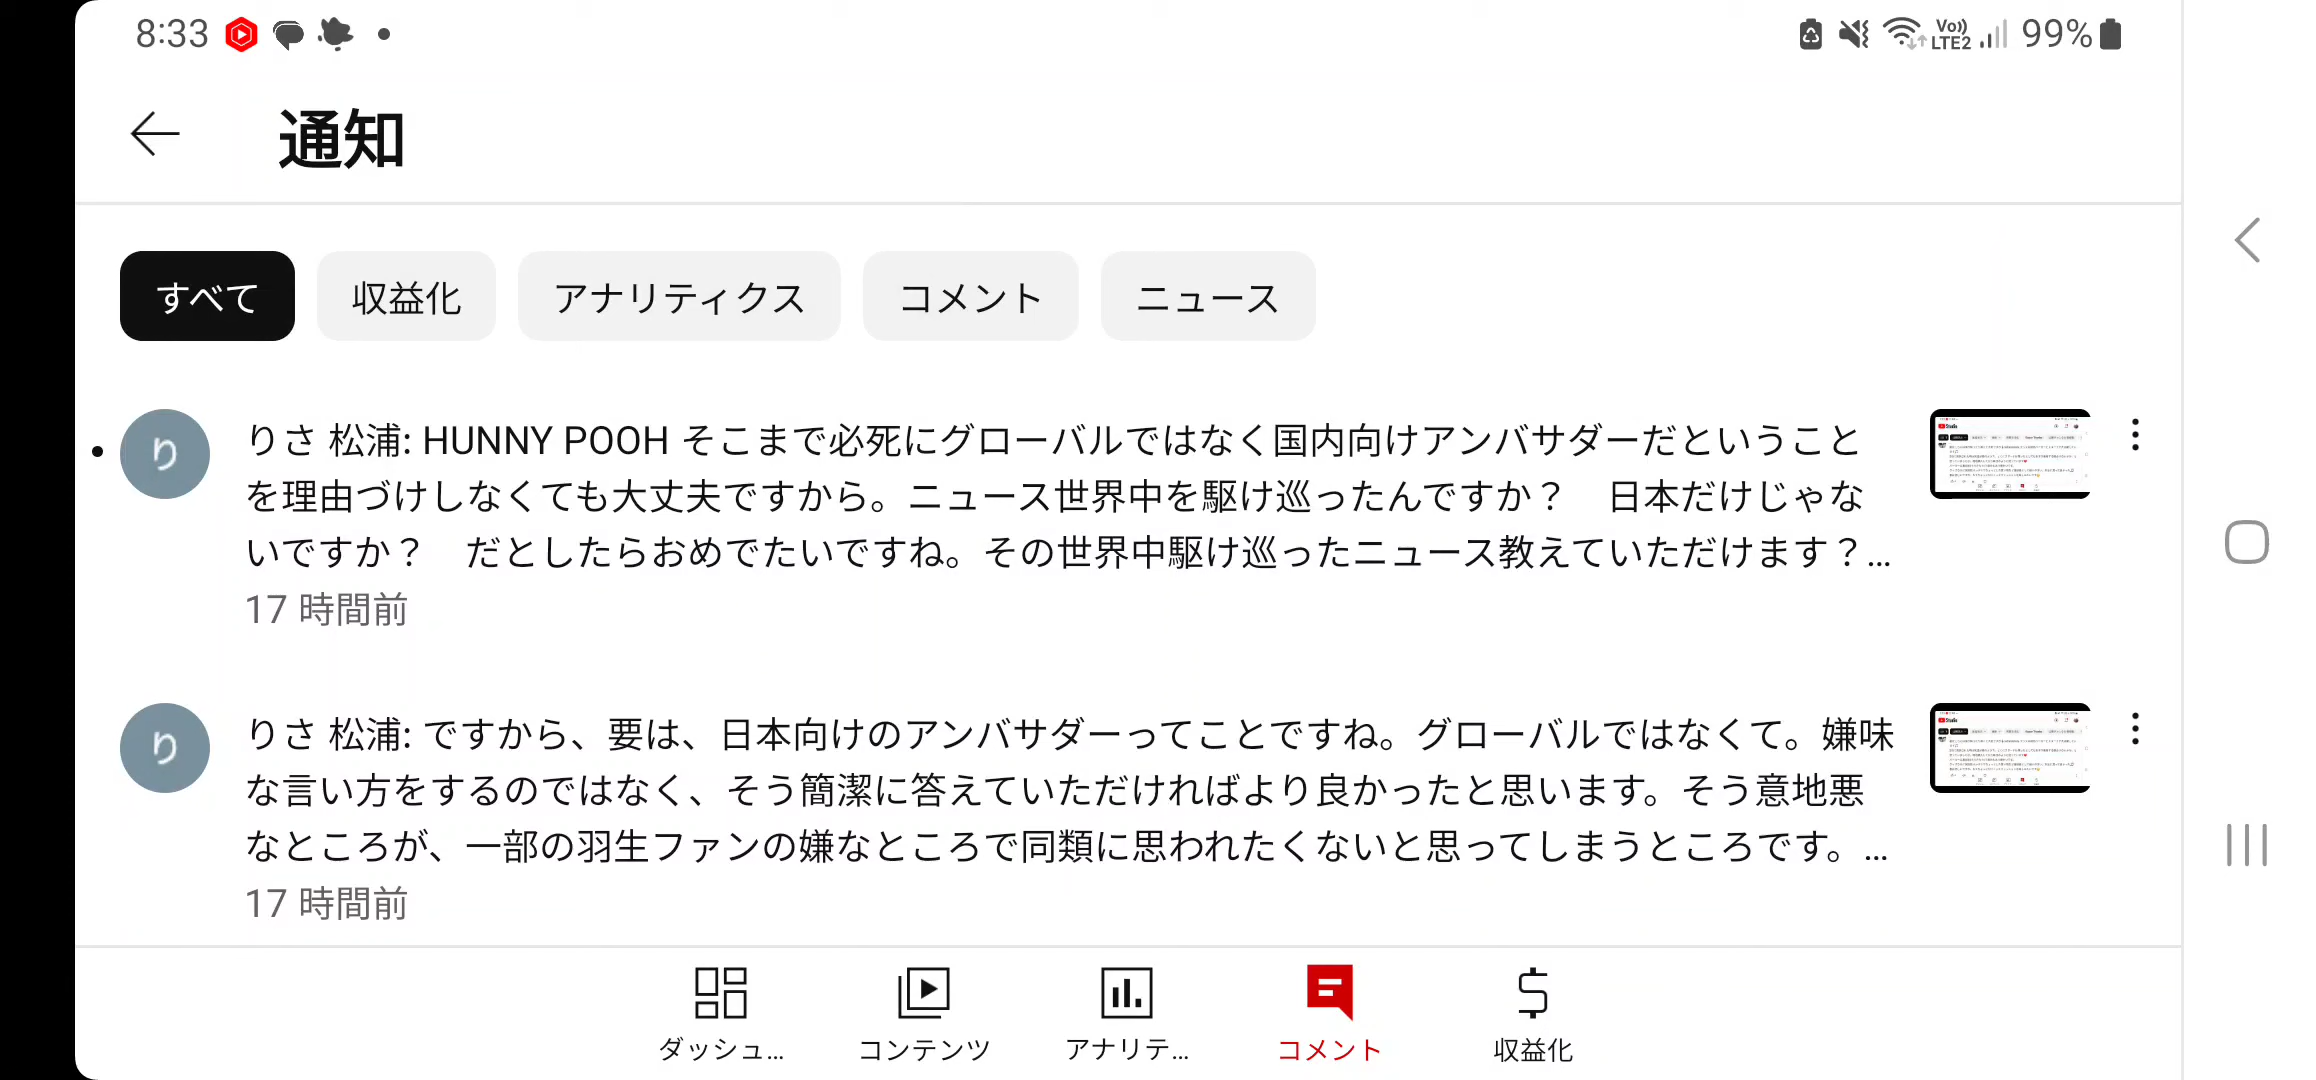 8:33
Vo)) LTE2 99%
通知
すべて 収益化 アナリティクス コメント ニュース
り
りさ 松浦: HUNNY POOH そこまで必死にグローバルではなく国内向けアンバサダーだということ
を理由づけしなくても大丈夫ですから。ニュース世界中を駆け巡ったんですか？　日本だけじゃな
いですか？　だとしたらおめでたいですね。その世界中駆け巡ったニュース教えていただけます？...
17 時間前
り
りさ 松浦: ですから、要は、日本向けのアンバサダーってことですね。グローバルではなくて。嫌味
な言い方をするのではなく、そう簡潔に答えていただければより良かったと思います。そう意地悪
なところが、一部の羽生ファンの嫌なところで同類に思われたくないと思ってしまうところです。...
17 時間前
ダッシュ... コンテンツ アナリテ... コメント 収益化